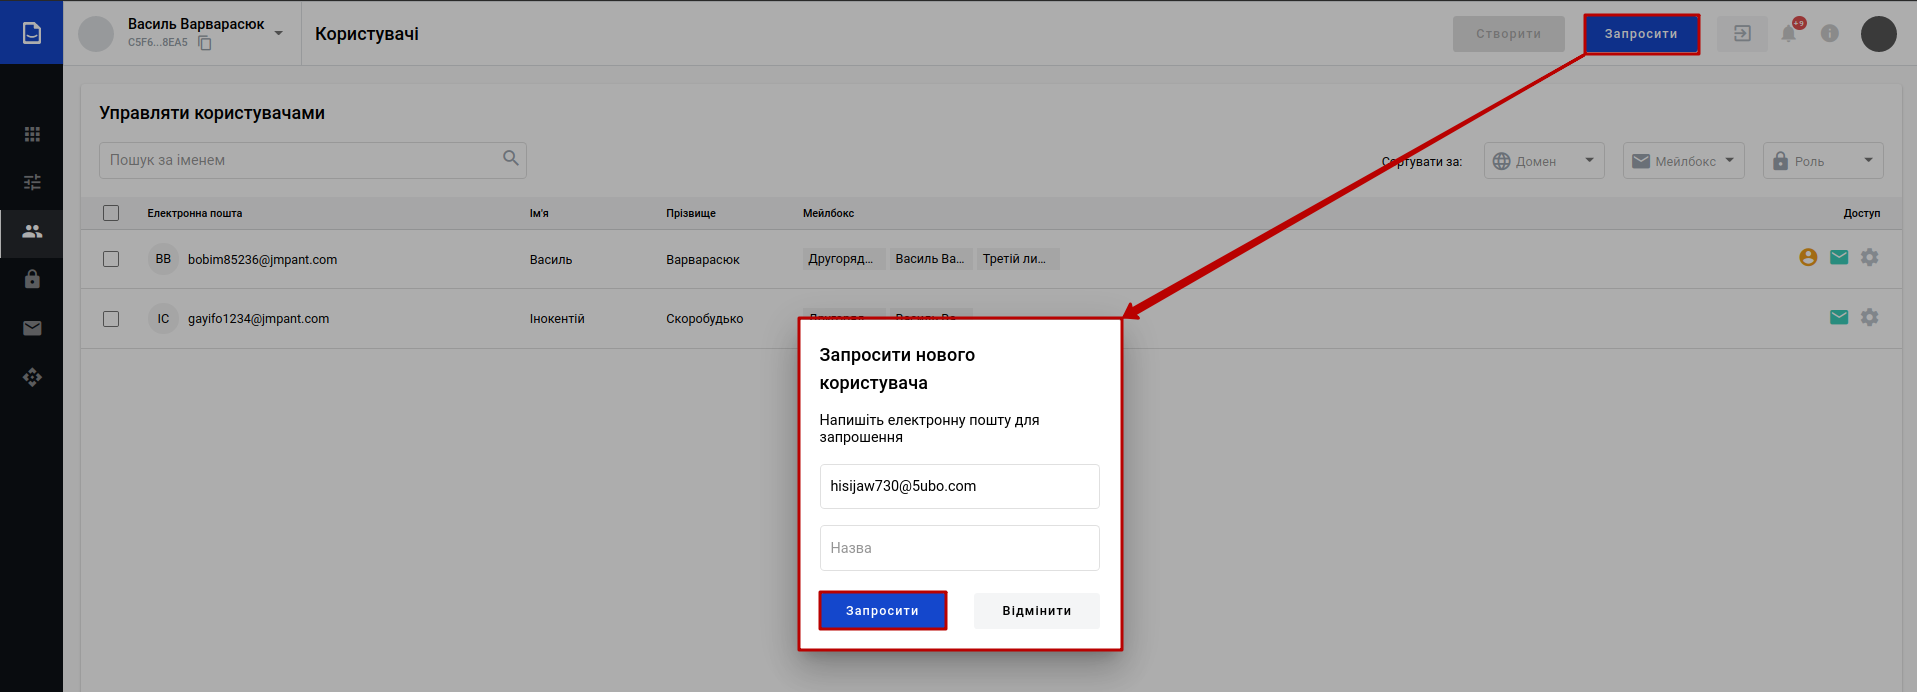 Василь Варварасюк
C5F6...8EA5
Користувачі
Створити
Запросити
+9
Управляти користувачами
Пошук за іменем
Сортувати за:
Домен
Мейлбокс
Роль
Електронна пошта
Ім'я
Прізвище
Мейлбокс
Доступ
ВВ
bobim85236@jmpant.com
Василь
Варварасюк
Другоряд...
Василь Ва...
Третій ли...
ІС
gayifo1234@jmpant.com
Інокентій
Скоробудько
Другоряд...
Василь Ва...
Запросити нового
користувача
Напишіть електронну пошту для
запрошення
hisijaw730@5ubo.com
Назва
Запросити
Відмінити